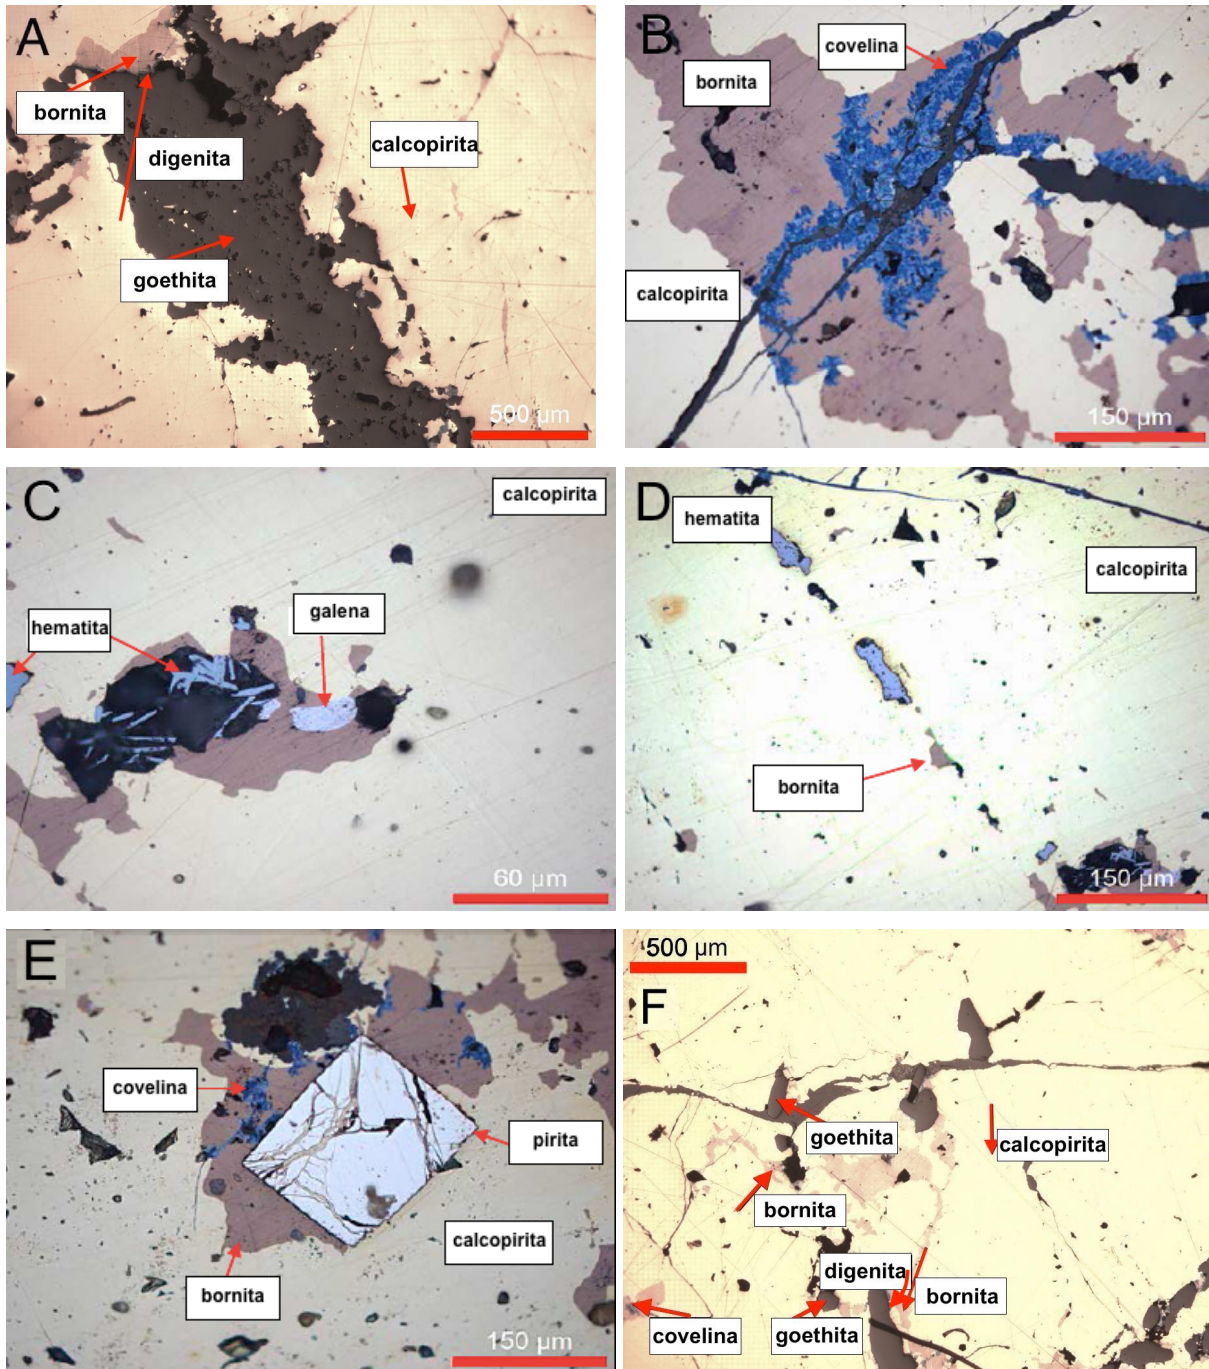 A
bornita
digenita
calcopirita
goethita
500 µm
B
covelina
bornita
calcopirita
150 µm
C
calcopirita
hematita
galena
60 µm
D
hematita
calcopirita
bornita
150 µm
E
covelina
pirita
calcopirita
bornita
150 µm
500 µm
F
goethita
calcopirita
bornita
digenita
bornita
covelina
goethita